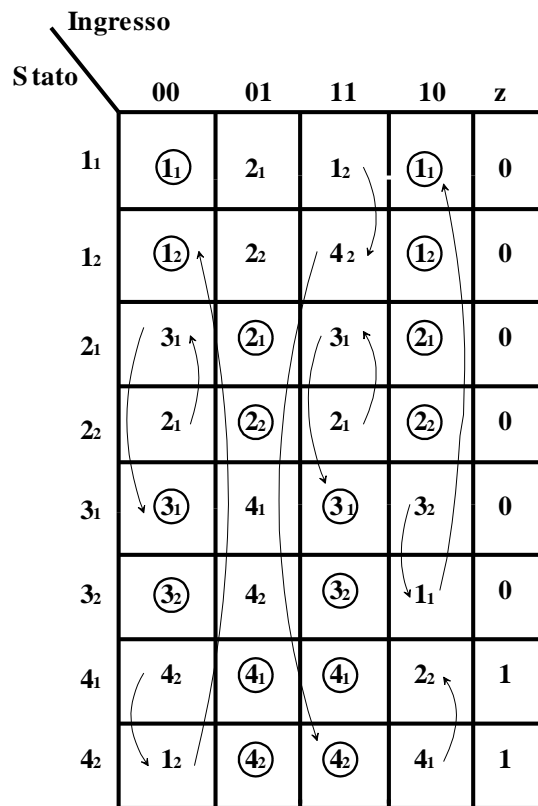 Ingresso
Stato
00 01 11 10 z
1₁ 1₁ 2₁ 1₂ 1₁ 0
1₂ 1₂ 2₂ 4₂ 1₂ 0
2₁ 3₁ 2₁ 3₁ 2₁ 0
2₂ 2₁ 2₂ 2₁ 2₂ 0
3₁ 3₁ 4₁ 3₁ 3₂ 0
3₂ 3₂ 4₂ 3₂ 1₁ 0
4₁ 4₂ 4₁ 4₁ 2₂ 1
4₂ 1₂ 4₂ 4₂ 4₁ 1